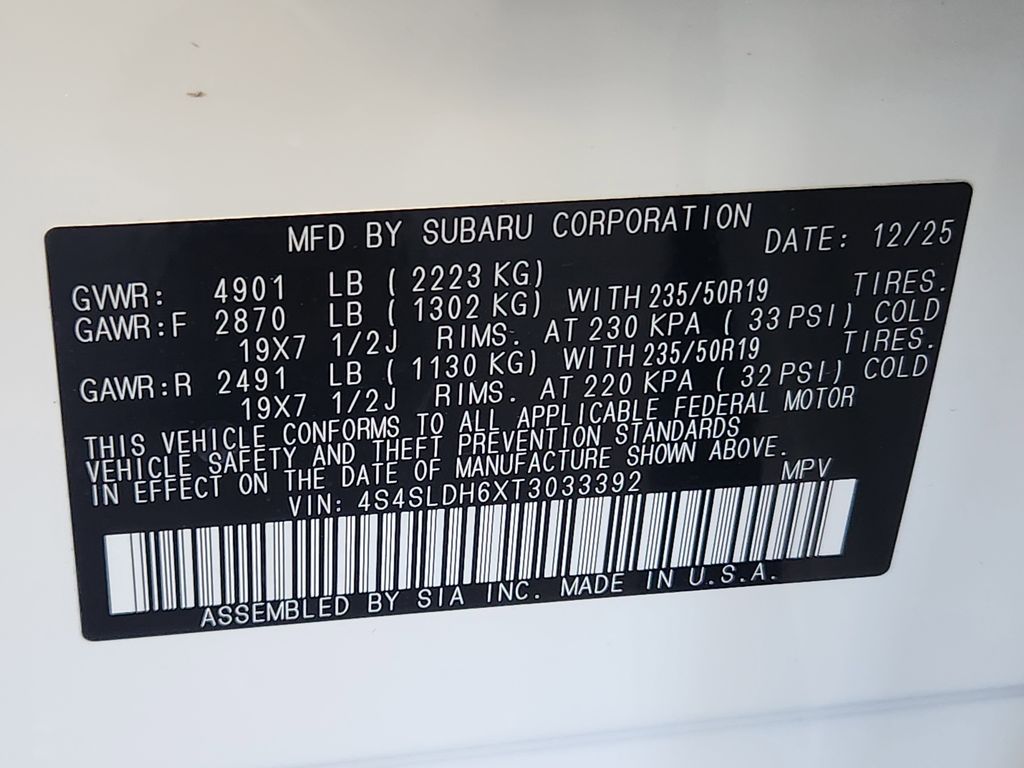 MFD BY SUBARU CORPORATION DATE: 12/25
GVWR: 4901 LB ( 2223 KG)
GAWR:F 2870 LB ( 1302 KG) WITH 235/50R19 TIRES.
19X7 1/2J RIMS. AT 230 KPA ( 33 PSI) COLD
GAWR:R 2491 LB ( 1130 KG) WITH 235/50R19 TIRES.
19X7 1/2J RIMS. AT 220 KPA ( 32 PSI) COLD
THIS VEHICLE CONFORMS TO ALL APPLICABLE FEDERAL MOTOR
VEHICLE SAFETY AND THEFT PREVENTION STANDARDS
IN EFFECT ON THE DATE OF MANUFACTURE SHOWN ABOVE.
VIN: 4S4SLDH6XT3033392 MPV
ASSEMBLED BY SIA INC. MADE IN U.S.A.